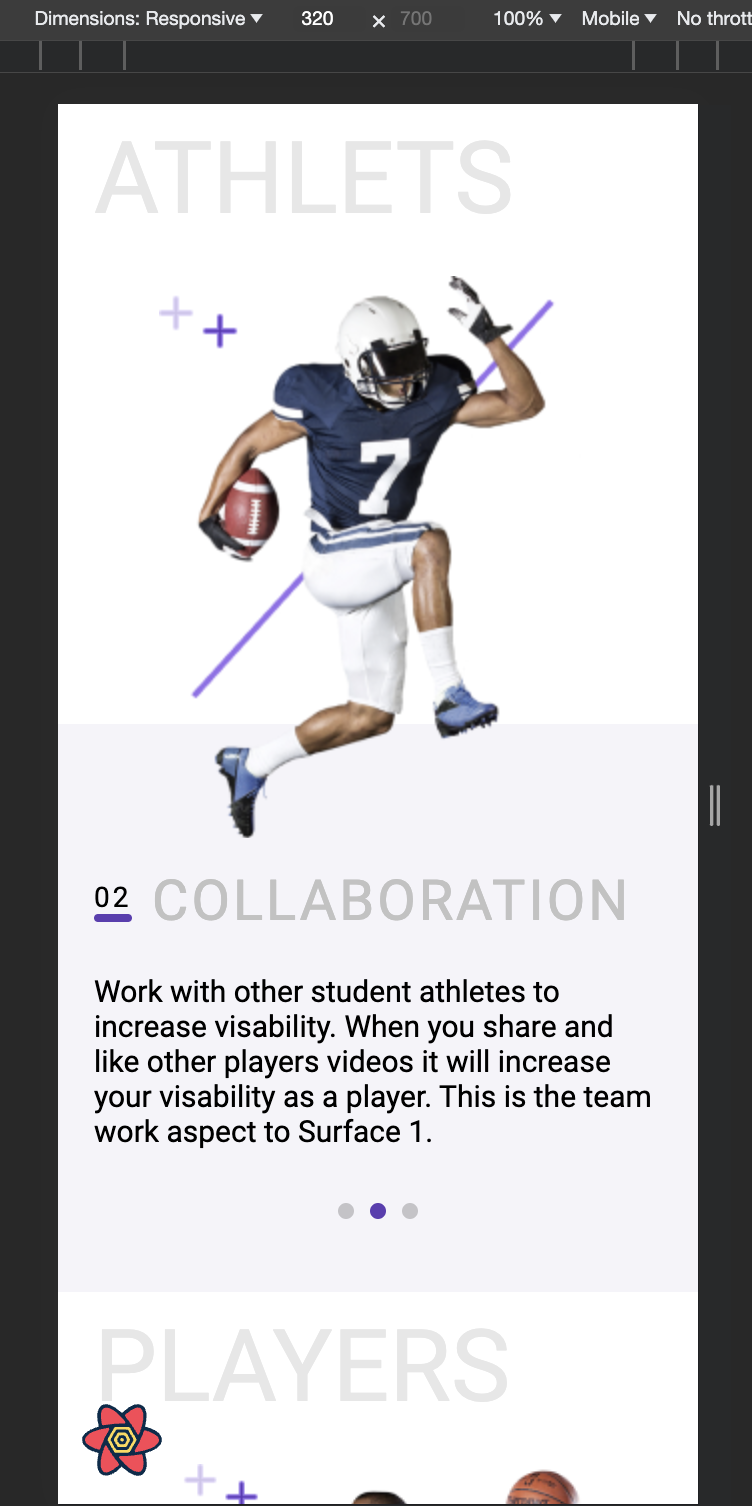 Dimensions: Responsive ▼ 320 × 700 100% ▼ Mobile ▼ No thrott
ATHLETS
7
02 COLLABORATION
Work with other student athletes to
increase visability. When you share and
like other players videos it will increase
your visability as a player. This is the team
work aspect to Surface 1.
PLAYERS